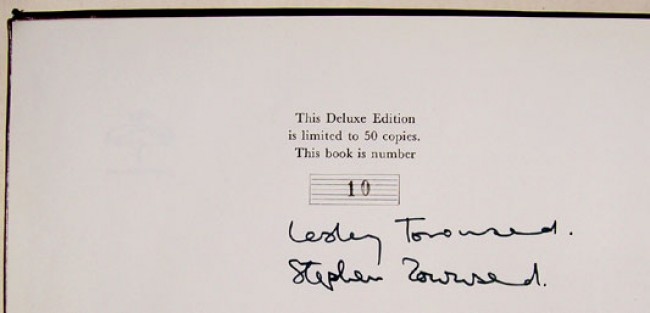 This Deluxe Edition
is limited to 50 copies.
This book is number
10
Lesley Townsend.
Stephen Townsend.